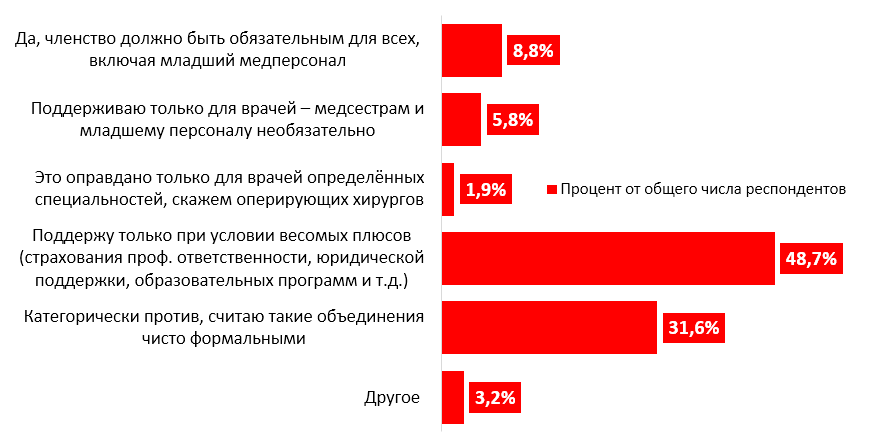 Да, членство должно быть обязательным для всех,
включая младший медперсонал
8,8%
Поддерживаю только для врачей – медсестрам и
младшему персоналу необязательно
5,8%
Это оправдано только для врачей определённых
специальностей, скажем оперирующих хирургов
1,9%
Процент от общего числа респондентов
Поддержу только при условии весомых плюсов
(страхования проф. ответственности, юридической
поддержки, образовательных программ и т.д.)
48,7%
Категорически против, считаю такие объединения
чисто формальными
31,6%
Другое
3,2%